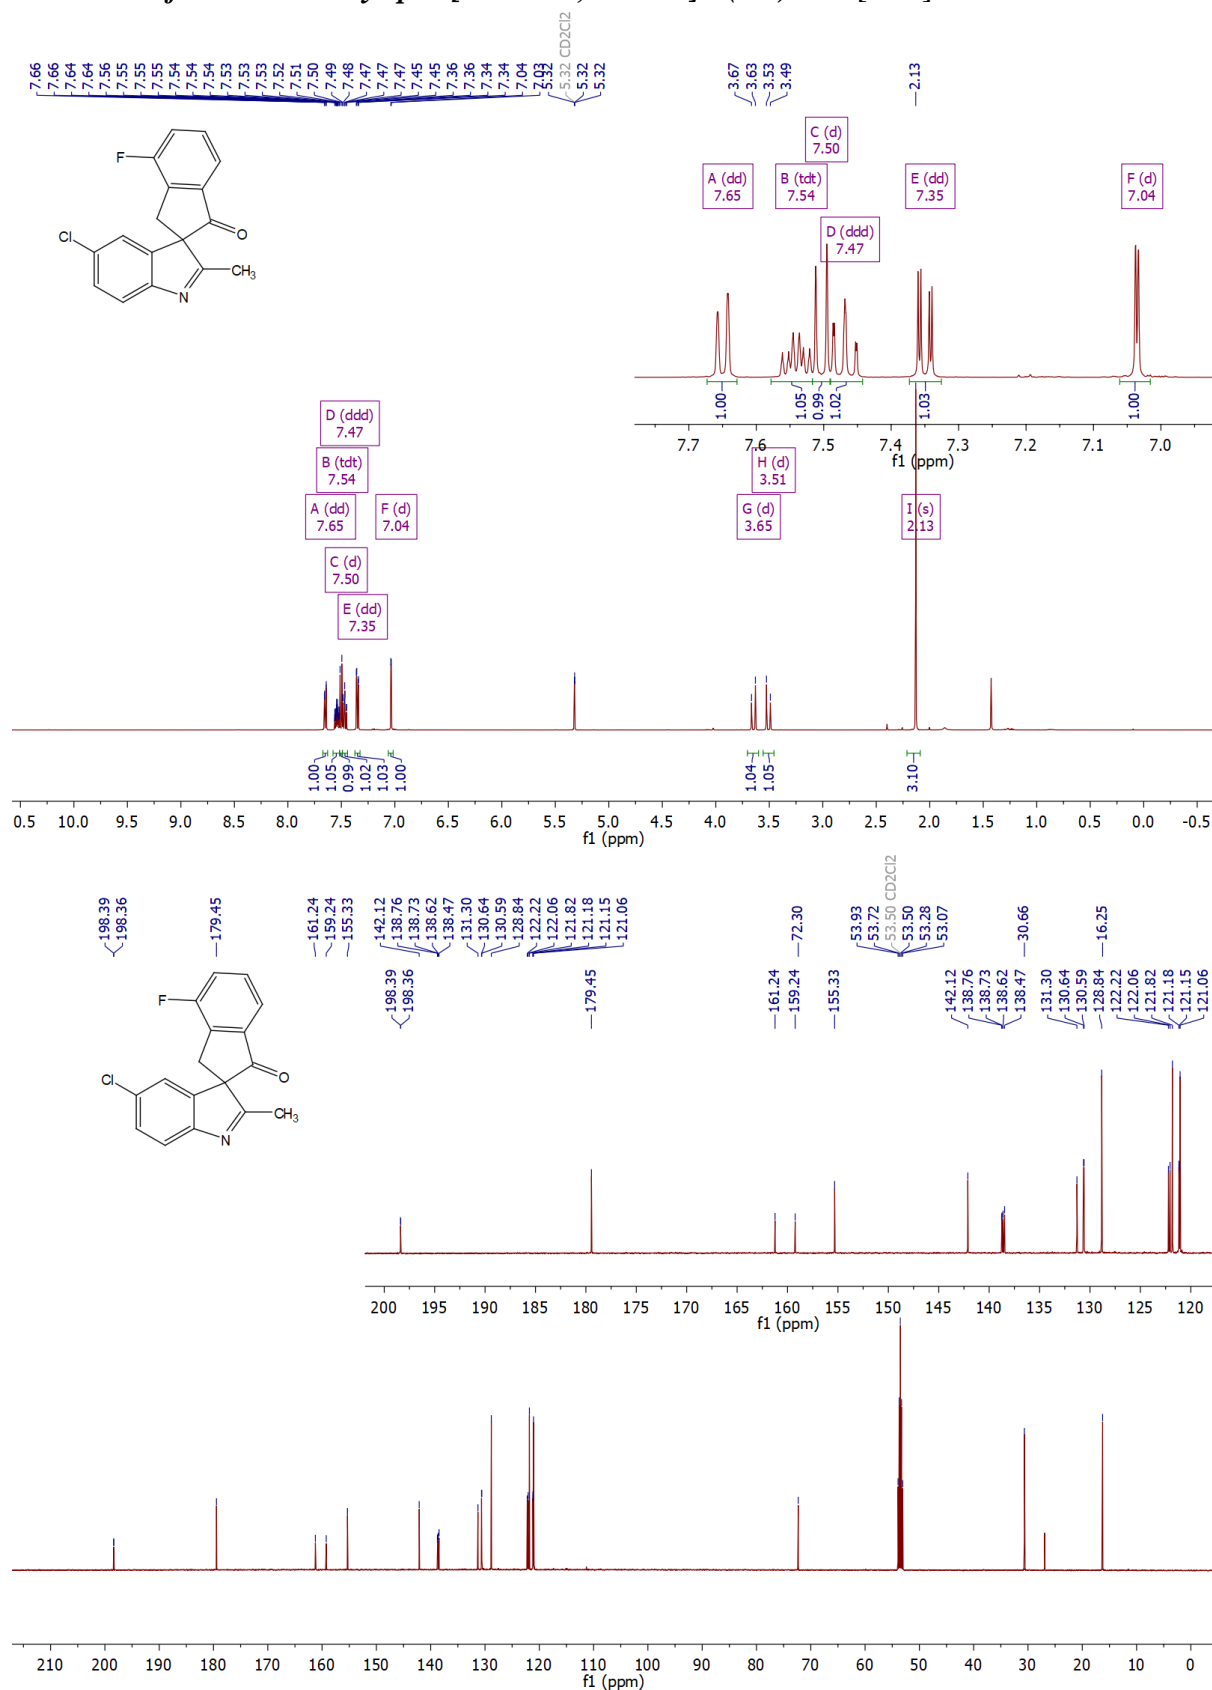 7.66 7.66 7.64 7.64 7.56 7.55 7.55 7.55 7.54 7.54 7.54 7.53 7.53 7.53 7.52 7.51 7.50 7.49 7.48 7.47 7.47 7.47 7.45 7.45 7.36 7.36 7.34 7.34 7.04 7.03 5.32 5.32 CD2Cl2 5.32 5.32 3.67 3.63 3.53 3.49 2.13
F
Cl
O
CH3
N
C (d)
7.50
A (dd)
7.65
B (tdt)
7.54
E (dd)
7.35
F (d)
7.04
D (ddd)
7.47
1.00 1.05 0.99 1.02 1.03 1.00
7.7 7.6 7.5 7.4 7.3 7.2 7.1 7.0
f1 (ppm)
D (ddd)
7.47
B (tdt)
7.54
H (d)
3.51
A (dd)
7.65
F (d)
7.04
G (d)
3.65
I (s)
2.13
C (d)
7.50
E (dd)
7.35
1.00 1.05 0.99 1.02 1.03 1.00 1.04 1.05 3.10
0.5 10.0 9.5 9.0 8.5 8.0 7.5 7.0 6.5 6.0 5.5 5.0 4.5 4.0 3.5 3.0 2.5 2.0 1.5 1.0 0.5 0.0 -0.5
f1 (ppm)
198.39 198.36 179.45 161.24 159.24 155.33 142.12 138.76 138.73 138.62 138.47 131.30 130.64 130.59 128.84 122.22 122.06 121.82 121.18 121.15 121.06 72.30 53.93 53.72 53.50 CD2Cl2 53.50 53.28 53.07 30.66 16.25
F
Cl
O
CH3
N
198.39 198.36 179.45 161.24 159.24 155.33 142.12 138.76 138.73 138.62 138.47 131.30 130.64 130.59 128.84 122.22 122.06 121.82 121.18 121.15 121.06
200 195 190 185 180 175 170 165 160 155 150 145 140 135 130 125 120
f1 (ppm)
210 200 190 180 170 160 150 140 130 120 110 100 90 80 70 60 50 40 30 20 10 0
f1 (ppm)